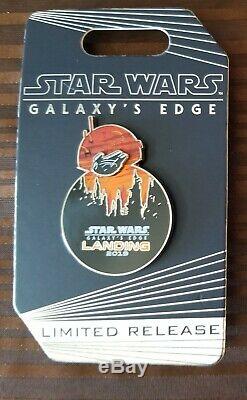 STAR WARS
GALAXY'S EDGE
STAR WARS
GALAXY'S EDGE
LANDING
2019
LIMITED RELEASE